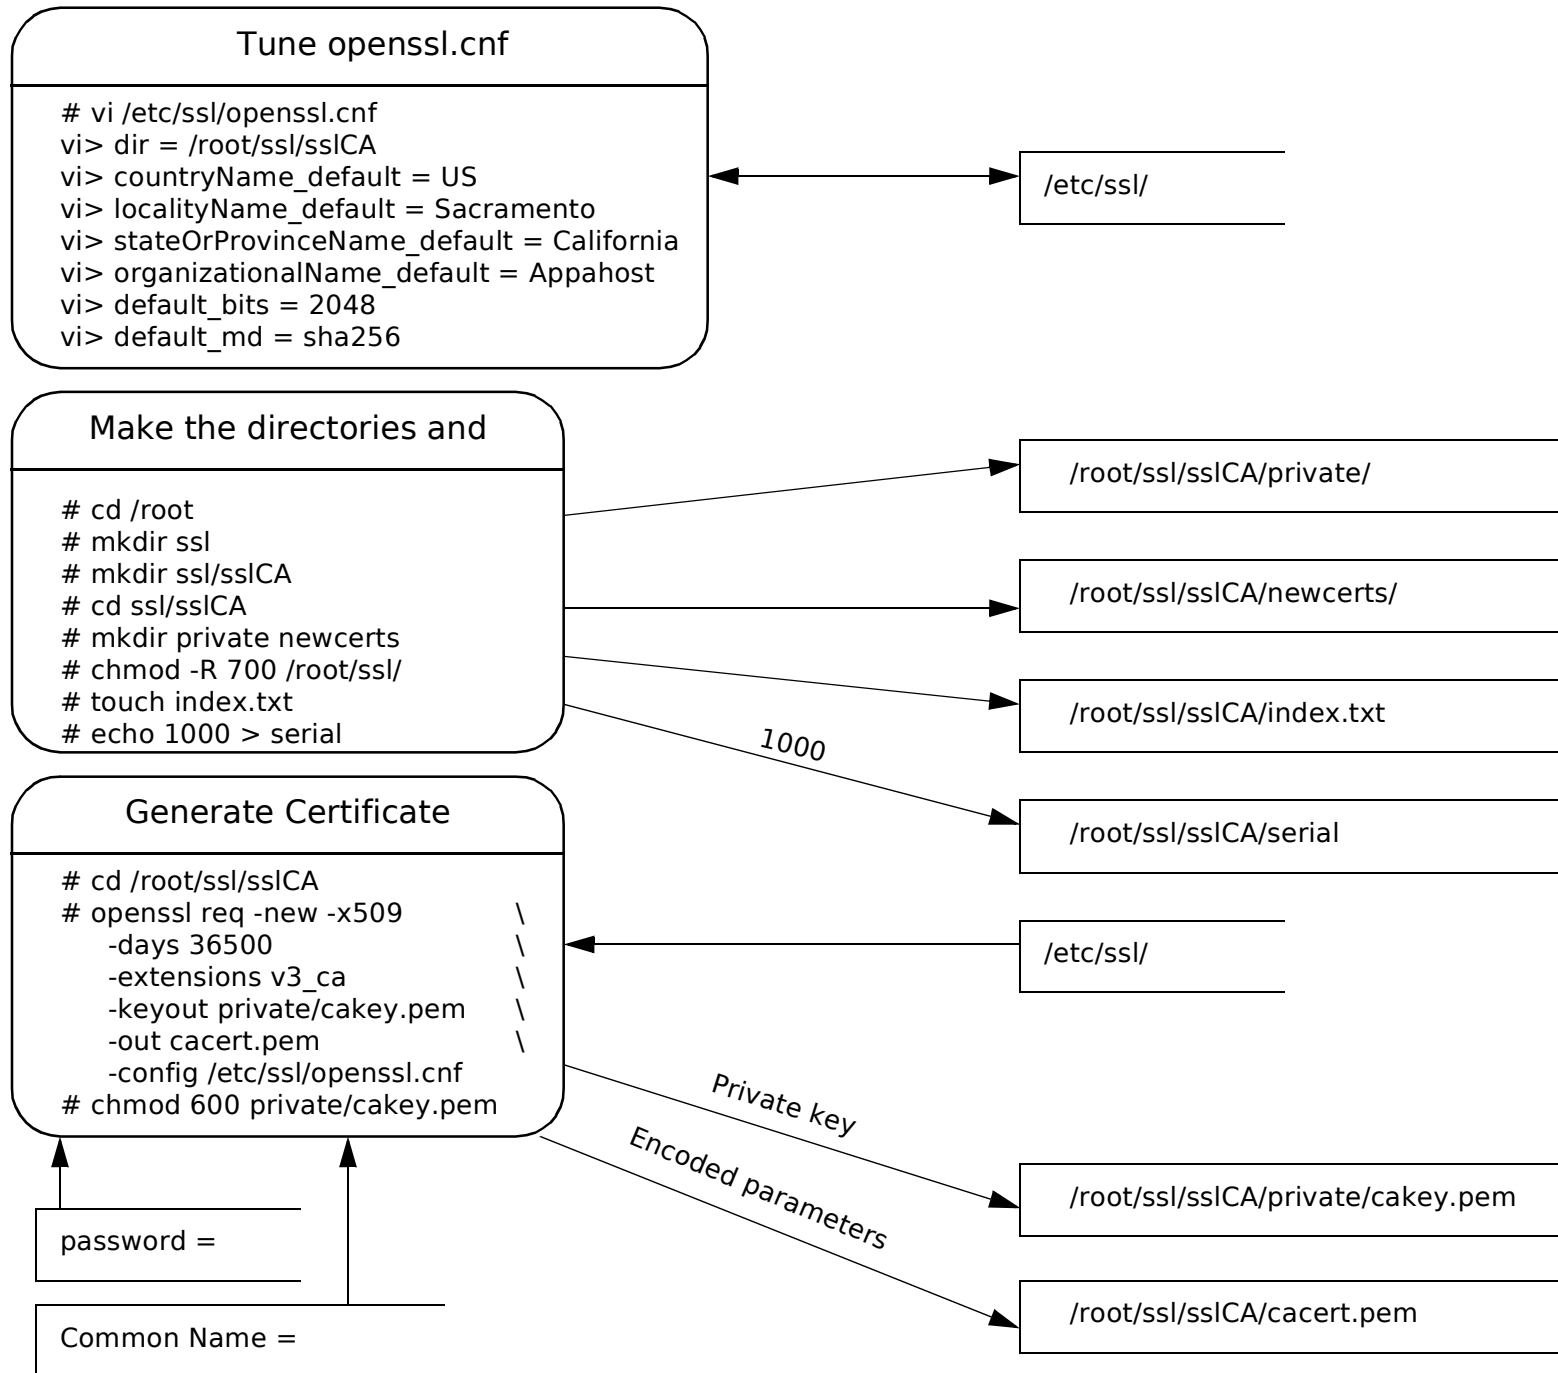 Tune openssl.cnf
# vi /etc/ssl/openssl.cnf
vi> dir = /root/ssl/sslCA
vi> countryName_default = US
vi> localityName_default = Sacramento
vi> stateOrProvinceName_default = California
vi> organizationalName_default = Appahost
vi> default_bits = 2048
vi> default_md = sha256
/etc/ssl/
Make the directories and
# cd /root
# mkdir ssl
# mkdir ssl/sslCA
# cd ssl/sslCA
# mkdir private newcerts
# chmod -R 700 /root/ssl/
# touch index.txt
# echo 1000 > serial
/root/ssl/sslCA/private/
/root/ssl/sslCA/newcerts/
/root/ssl/sslCA/index.txt
1000
/root/ssl/sslCA/serial
Generate Certificate
# cd /root/ssl/sslCA
# openssl req -new -x509 \
-days 36500 \
-extensions v3_ca \
-keyout private/cakey.pem \
-out cacert.pem \
-config /etc/ssl/openssl.cnf
# chmod 600 private/cakey.pem
/etc/ssl/
Private key
Encoded parameters
/root/ssl/sslCA/private/cakey.pem
/root/ssl/sslCA/cacert.pem
password =
Common Name =